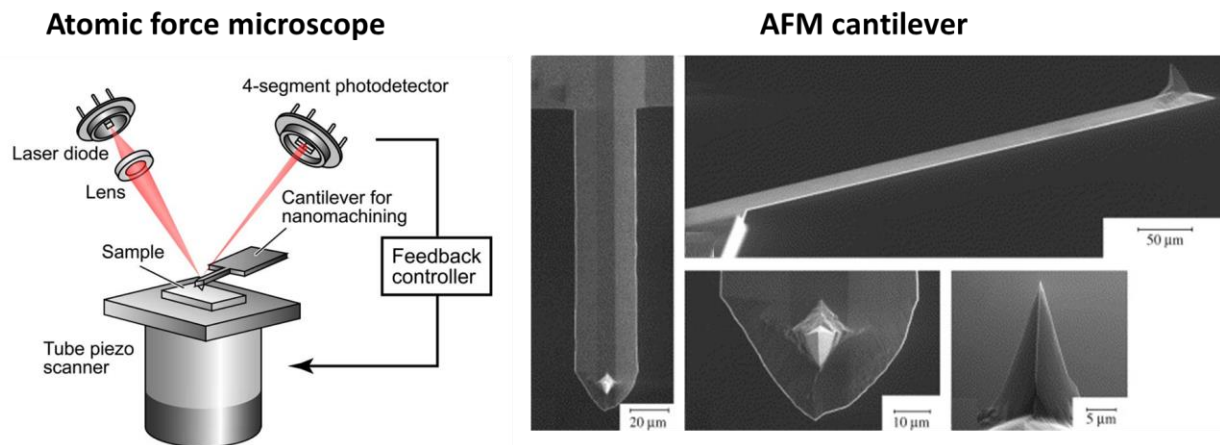 Atomic force microscope
AFM cantilever
4-segment photodetector
Laser diode
Lens
Cantilever for
nanomachining
Sample
Feedback
controller
Tube piezo
scanner
20 µm
50 µm
10 µm
5 µm